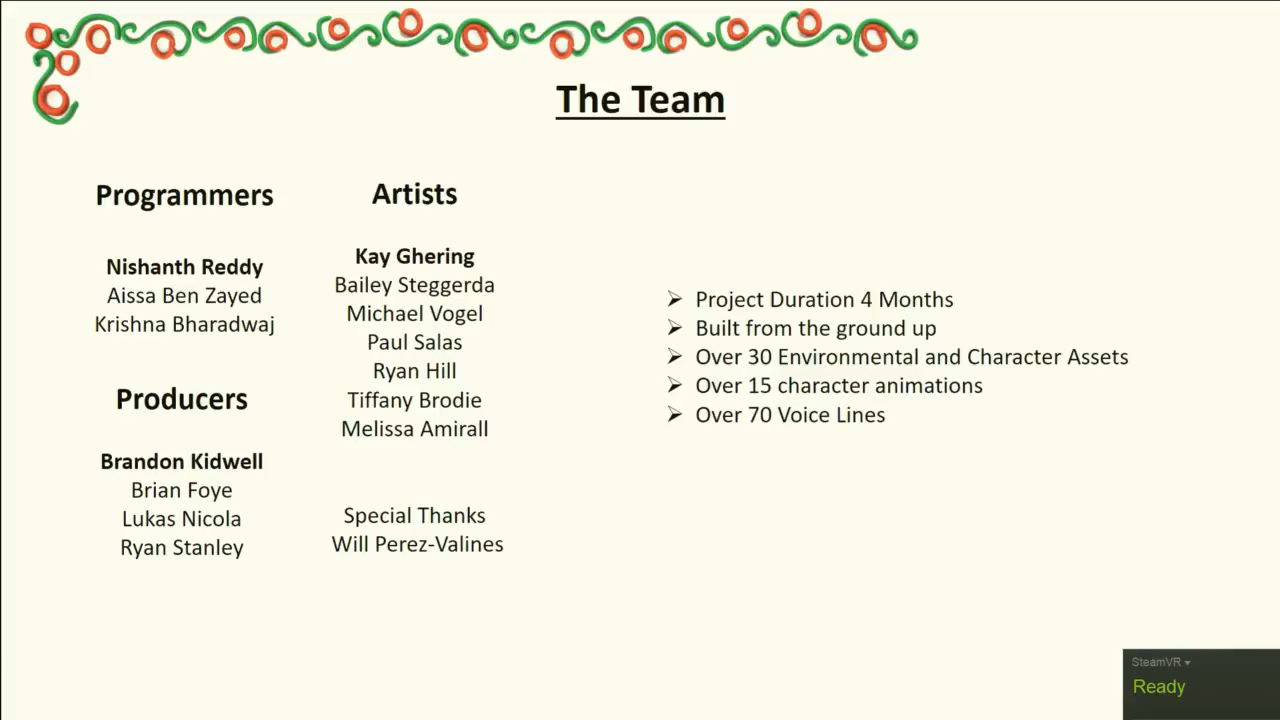 The Team
Programmers
Nishanth Reddy
Aissa Ben Zayed
Krishna Bharadwaj
Producers
Brandon Kidwell
Brian Foye
Lukas Nicola
Ryan Stanley
Artists
Kay Ghering
Bailey Steggerda
Michael Vogel
Paul Salas
Ryan Hill
Tiffany Brodie
Melissa Amirall
Special Thanks
Will Perez-Valines
➢ Project Duration 4 Months
➢ Built from the ground up
➢ Over 30 Environmental and Character Assets
➢ Over 15 character animations
➢ Over 70 Voice Lines
SteamVR ▾
Ready